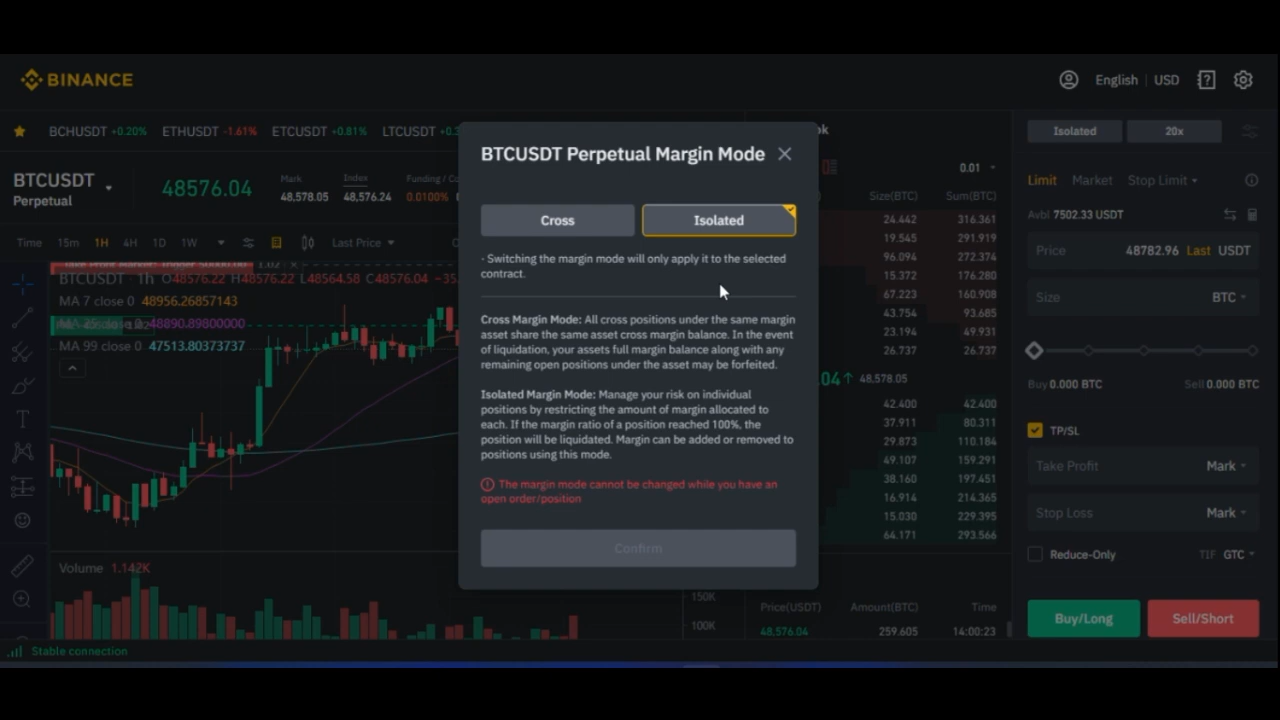 BINANCE
English | USD
BCHUSDT +0.20% ETHUSDT -1.61% ETCUSDT +0.81% LTCUSDT
BTCUSDT
Perpetual
48576.04
Mark
48,578.05
Index
48,576.24
Funding / Co
0.0100%
Time 15m 1H 4H 1D 1W Last Price
BTCUSDT · 1h O48576.22 H48576.22 L48564.58 C48576.04
MA 7 close 0 48956.26857143
48890.89800000
MA 99 close 0 47513.80373737
Volume 1.142K
150K
100K
Stable connection
BTCUSDT Perpetual Margin Mode
Cross
Isolated
· Switching the margin mode will only apply it to the selected
contract.
Cross Margin Mode: All cross positions under the same margin
asset share the same asset cross margin balance. In the event
of liquidation, your assets full margin balance along with any
remaining open positions under the asset may be forfeited.
Isolated Margin Mode: Manage your risk on individual
positions by restricting the amount of margin allocated to
each. If the margin ratio of a position reached 100%, the
position will be liquidated. Margin can be added or removed to
positions using this mode.
The margin mode cannot be changed while you have an
open order/position
Confirm
0.01
Size(BTC) Sum(BTC)
24.442 316.361
19.545 291.919
96.094 272.374
15.372 176.280
67.223 160.908
43.754 93.685
23.194 49.931
26.737 26.737
04↑ 48,578.05
42.400 42.400
37.911 80.311
29.873 110.184
49.107 159.291
38.160 197.451
16.914 214.365
15.030 229.395
64.171 293.566
Price(USDT) Amount(BTC) Time
48,576.04 259.605 14:00:23
Isolated 20x
Limit Market Stop Limit
Avbl 7502.33 USDT
Price 48782.96 Last USDT
Size BTC
Buy 0.000 BTC Sell 0.000 BTC
TP/SL
Take Profit Mark
Stop Loss Mark
Reduce-Only TIF GTC
Buy/Long Sell/Short